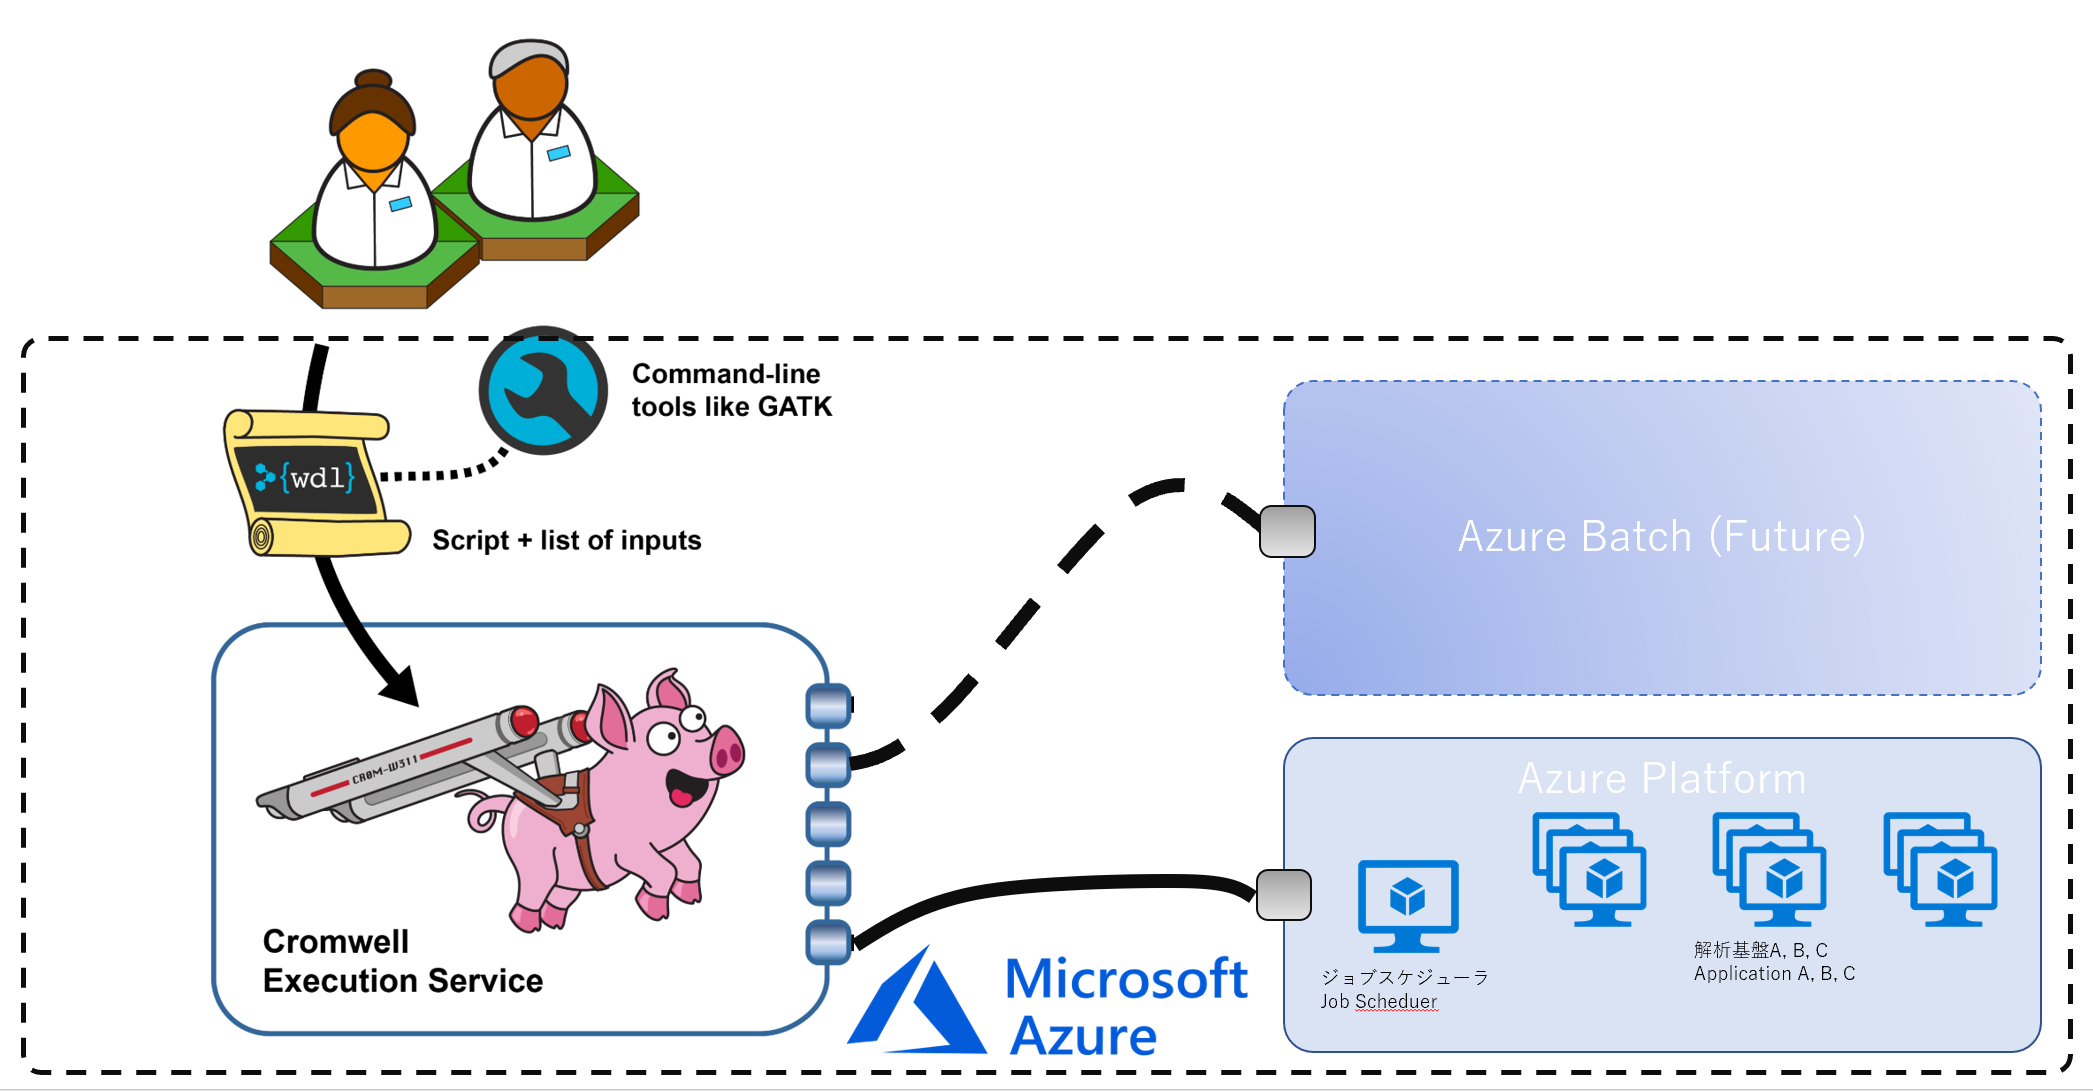 Command-line
tools like GATK
{wdl}
Script + list of inputs
Azure Batch (Future)
CR0M-W311
Cromwell
Execution Service
Microsoft
Azure
Azure Platform
ジョブスケジューラ
Job Scheduer
解析基盤A, B, C
Application A, B, C